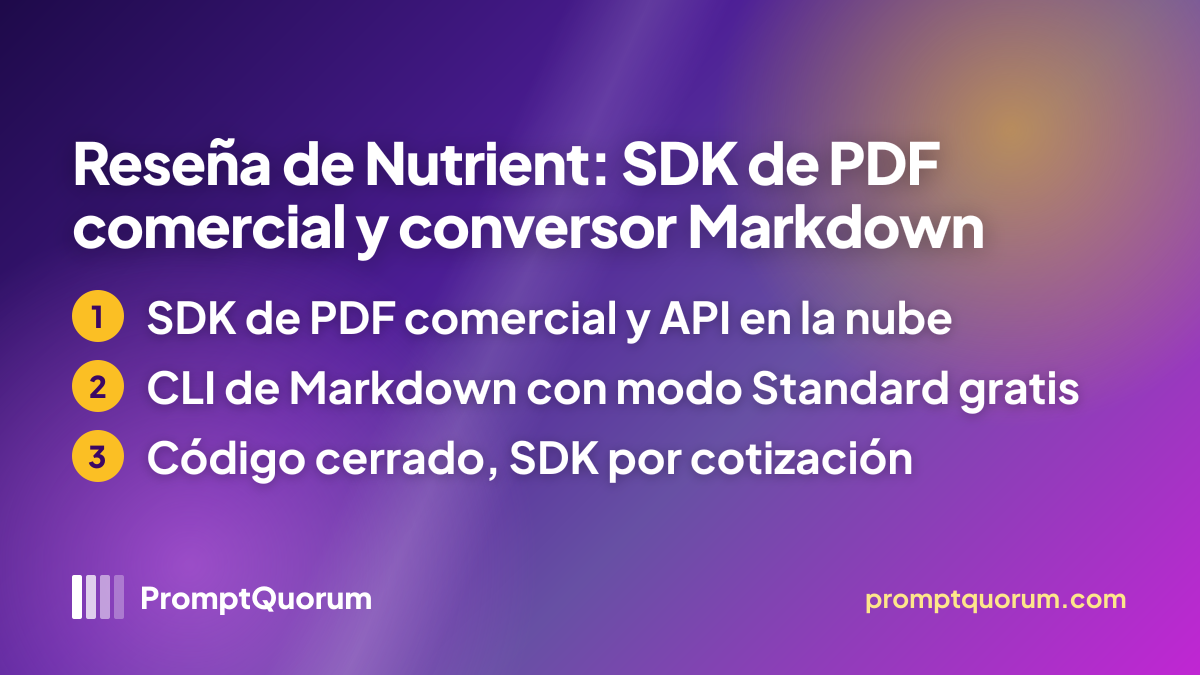 Reseña de Nutrient: SDK de PDF
comercial y conversor Markdown
1 SDK de PDF comercial y API en la nube
2 CLI de Markdown con modo Standard gratis
3 Código cerrado, SDK por cotización
PromptQuorum
promptquorum.com